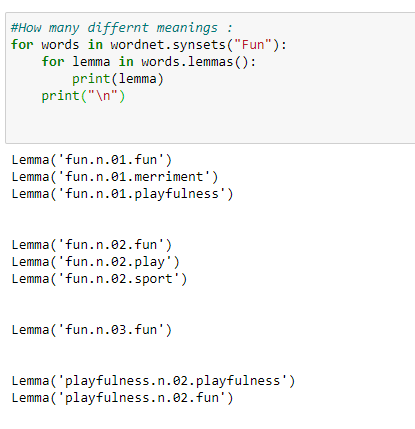 #How many differnt meanings :
for words in wordnet.synsets("Fun"):
    for lemma in words.lemmas():
        print(lemma)
    print("\n")
Lemma('fun.n.01.fun')
Lemma('fun.n.01.merriment')
Lemma('fun.n.01.playfulness')
Lemma('fun.n.02.fun')
Lemma('fun.n.02.play')
Lemma('fun.n.02.sport')
Lemma('fun.n.03.fun')
Lemma('playfulness.n.02.playfulness')
Lemma('playfulness.n.02.fun')